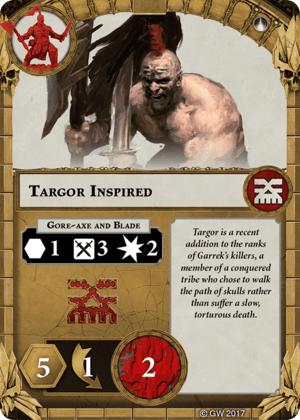 Targor Inspired
Gore-axe and Blade
1 3 2
Targor is a recent
addition to the ranks
of Garrek's killers, a
member of a conquered
tribe who chose to walk
the path of skulls rather
than suffer a slow,
torturous death.
5 1 2
© GW 2017